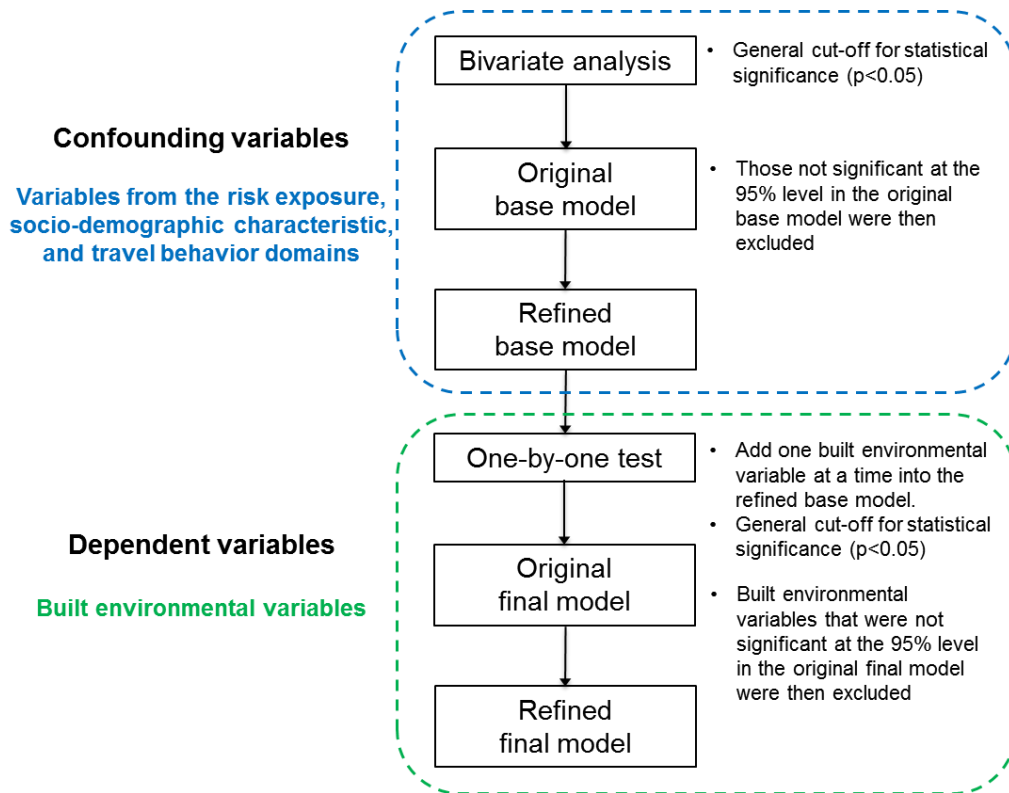 Bivariate analysis
• General cut-off for statistical
significance (p<0.05)
Confounding variables
Variables from the risk exposure,
socio-demographic characteristic,
and travel behavior domains
Original
base model
• Those not significant at the
95% level in the original
base model were then
excluded
Refined
base model
One-by-one test
• Add one built environmental
variable at a time into the
refined base model.
• General cut-off for statistical
significance (p<0.05)
Dependent variables
Built environmental variables
Original
final model
• Built environmental
variables that were not
significant at the 95% level
in the original final model
were then excluded
Refined
final model